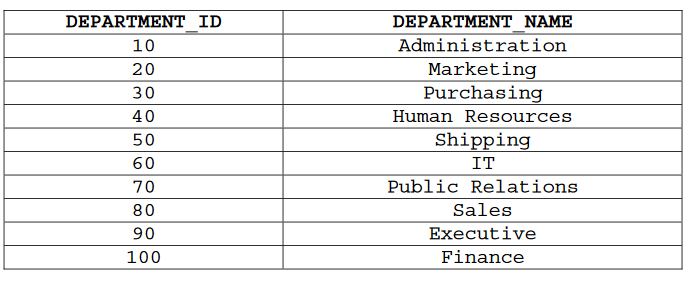 DEPARTMENT_ID DEPARTMENT_NAME
10 Administration
20 Marketing
30 Purchasing
40 Human Resources
50 Shipping
60 IT
70 Public Relations
80 Sales
90 Executive
100 Finance